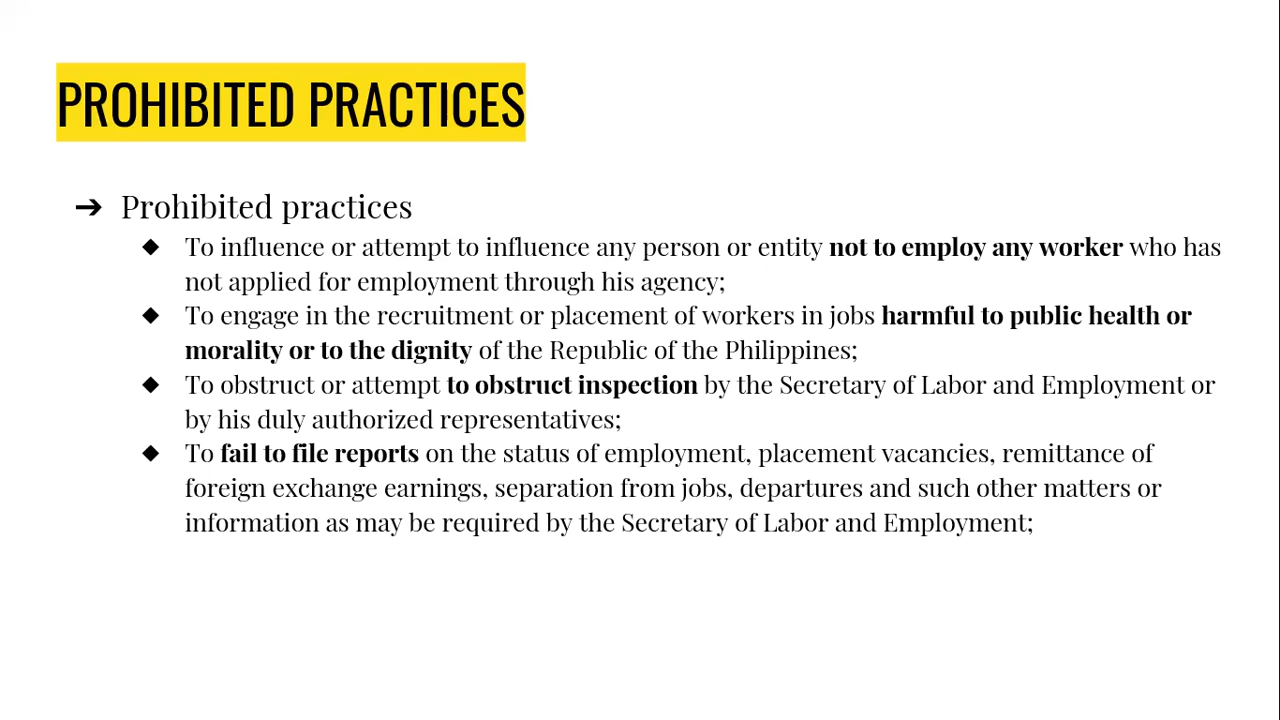 PROHIBITED PRACTICES
➔ Prohibited practices
◆ To influence or attempt to influence any person or entity not to employ any worker who has
not applied for employment through his agency;
◆ To engage in the recruitment or placement of workers in jobs harmful to public health or
morality or to the dignity of the Republic of the Philippines;
◆ To obstruct or attempt to obstruct inspection by the Secretary of Labor and Employment or
by his duly authorized representatives;
◆ To fail to file reports on the status of employment, placement vacancies, remittance of
foreign exchange earnings, separation from jobs, departures and such other matters or
information as may be required by the Secretary of Labor and Employment;